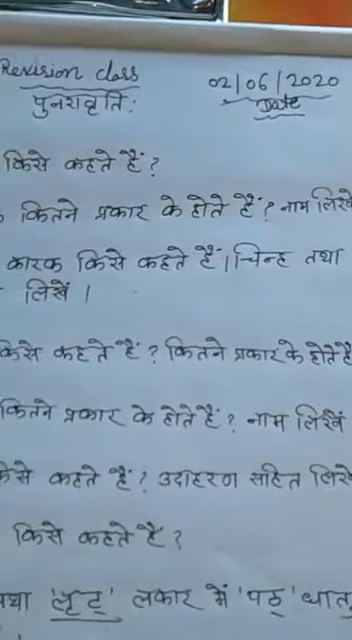 Revision class 02/06/2020
पुनरावृति: Date
किसे कहते हैं ?
कितने प्रकार के होते हैं ? नाम लिखें
कारक किसे कहते हैं । चिन्ह तथा
लिखें ।
किसे कहते हैं ? कितने प्रकार के होते हैं
कितने प्रकार के होते हैं ? नाम लिखें
किसे कहते हैं ? उदाहरण सहित लिखें
किसे कहते हैं ?
तथा 'लृट्' लकार में 'पठ्' धातु